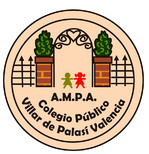 A.M.P.A.
Colegio Público
Villar de Palasí Valencia